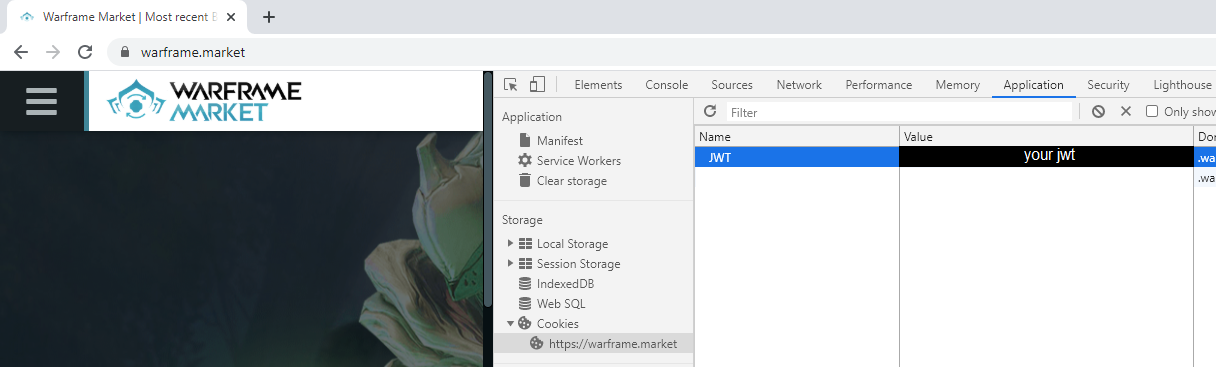 Warframe Market | Most recent B
warframe.market
WARFRAME
MARKET
Elements Console Sources Network Performance Memory Application Security Lighthouse
Application
Manifest
Service Workers
Clear storage
Storage
Local Storage
Session Storage
IndexedDB
Web SQL
Cookies
https://warframe.market
Filter
Only show
Name Value Dor
JWT your jwt .wa
.wa